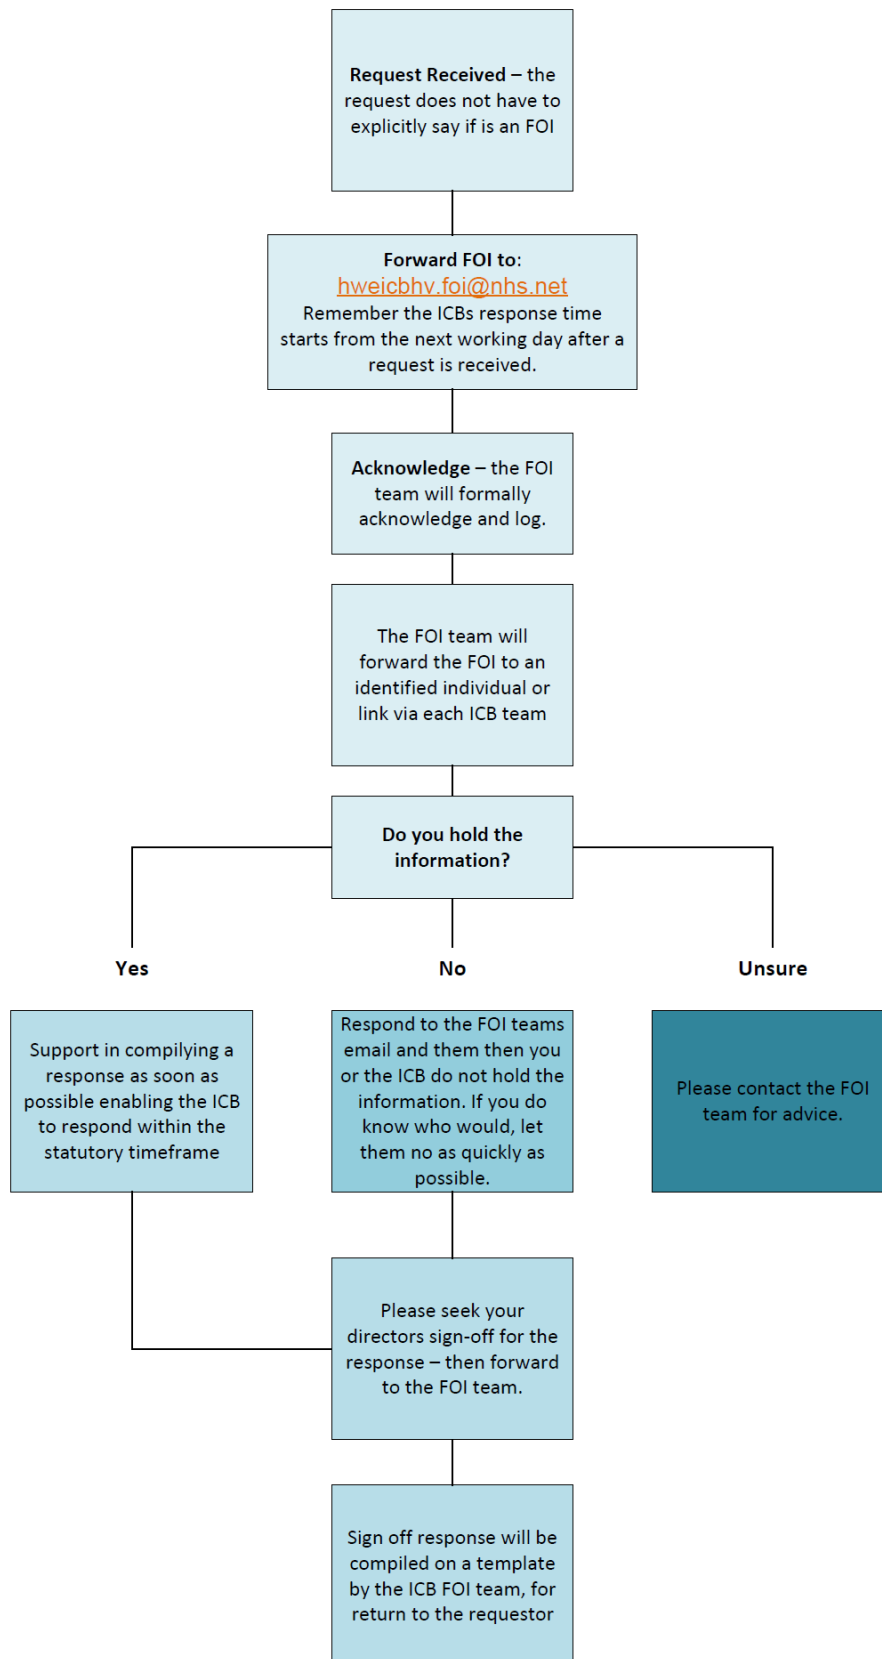 Request Received – the
request does not have to
explicitly say if is an FOI
Forward FOI to:
hweicbhv.foi@nhs.net
Remember the ICBs response time
starts from the next working day after a
request is received.
Acknowledge – the FOI
team will formally
acknowledge and log.
The FOI team will
forward the FOI to an
identified individual or
link via each ICB team
Do you hold the
information?
Yes
No
Unsure
Support in compilying a
response as soon as
possible enabling the ICB
to respond within the
statutory timeframe
Respond to the FOI teams
email and them then you
or the ICB do not hold the
information. If you do
know who would, let
them no as quickly as
possible.
Please contact the FOI
team for advice.
Please seek your
directors sign-off for the
response – then forward
to the FOI team.
Sign off response will be
compiled on a template
by the ICB FOI team, for
return to the requestor